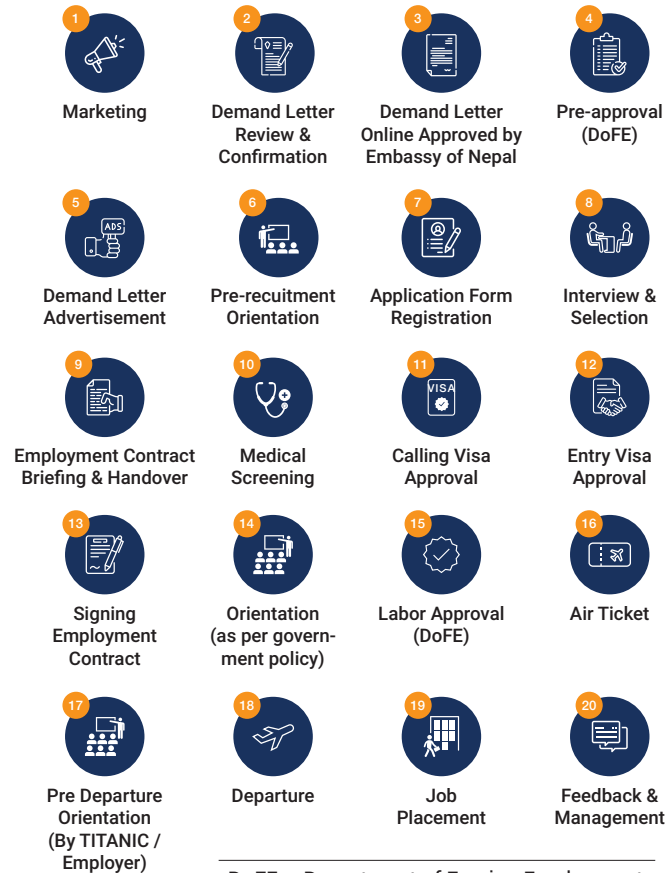 1
Marketing
2
Demand Letter
Review &
Confirmation
3
Demand Letter
Online Approved by
Embassy of Nepal
4
Pre-approval
(DoFE)
5
ADS
Demand Letter
Advertisement
6
Pre-recuitment
Orientation
7
Application Form
Registration
8
Interview &
Selection
9
Employment Contract
Briefing & Handover
10
Medical
Screening
11
VISA
Calling Visa
Approval
12
Entry Visa
Approval
13
Signing
Employment
Contract
14
Orientation
(as per govern-
ment policy)
15
Labor Approval
(DoFE)
16
Air Ticket
17
Pre Departure
Orientation
(By TITANIC /
Employer)
18
Departure
19
Job
Placement
20
Feedback &
Management